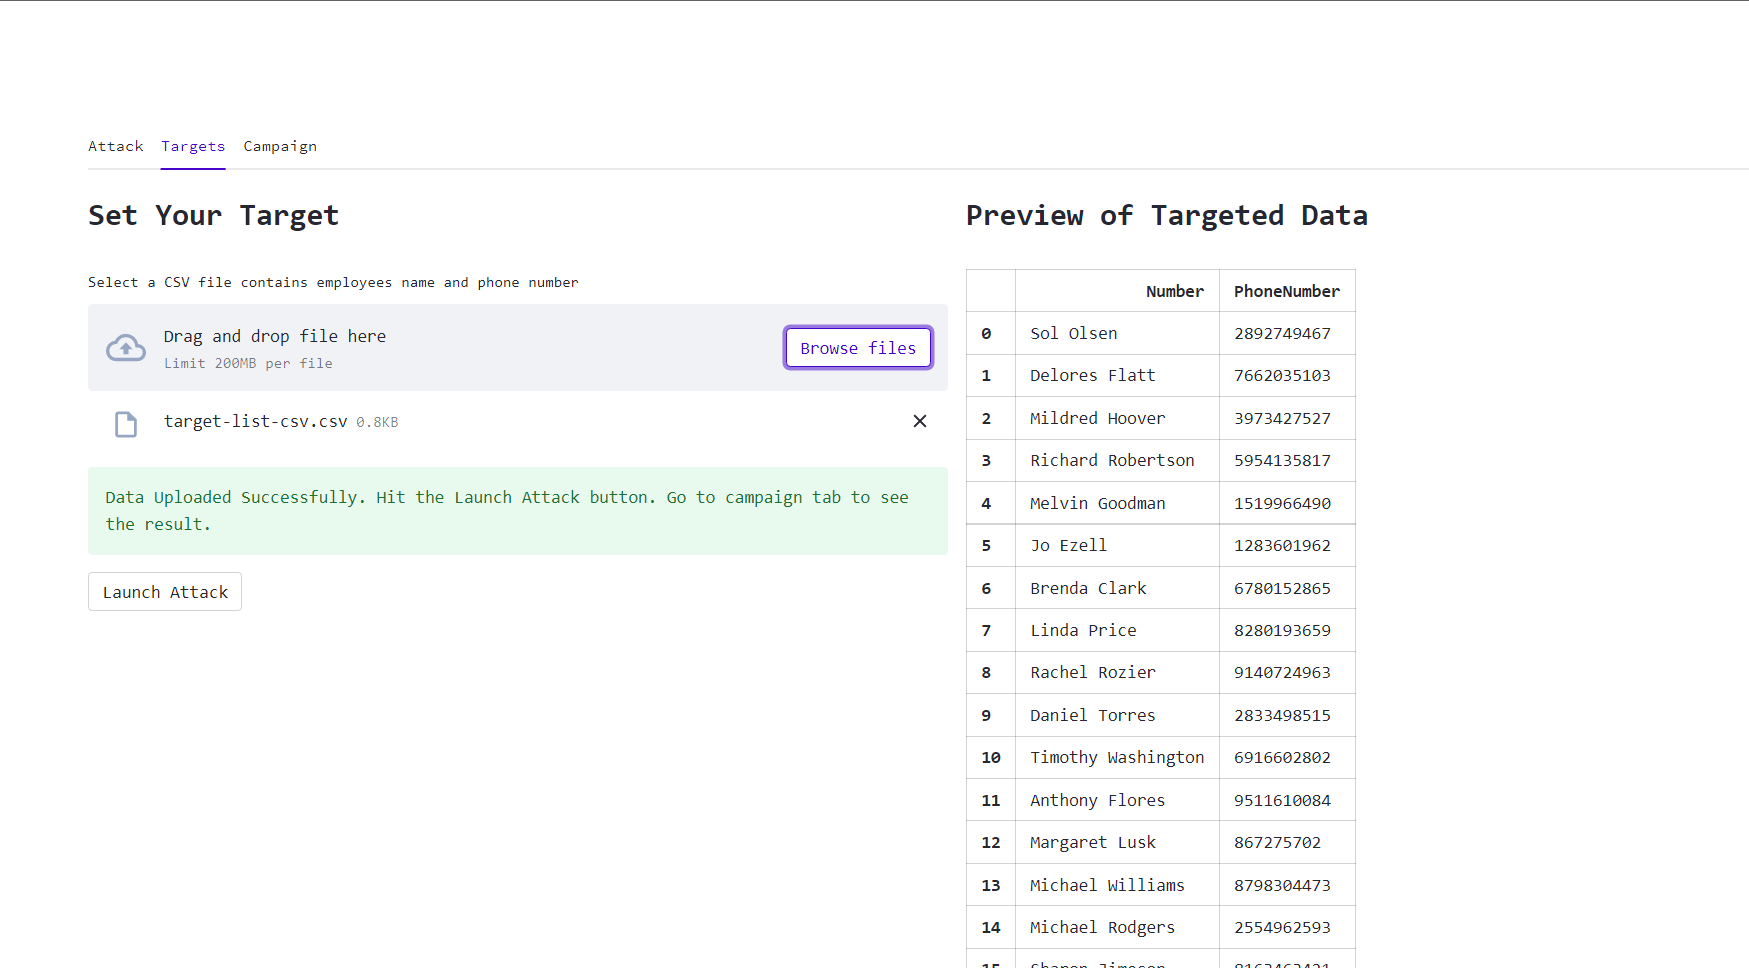 Attack Targets Campaign
Set Your Target
Select a CSV file contains employees name and phone number
Drag and drop file here
Limit 200MB per file
Browse files
target-list-csv.csv 0.8KB
Data Uploaded Successfully. Hit the Launch Attack button. Go to campaign tab to see
the result.
Launch Attack
Preview of Targeted Data
Number PhoneNumber
0 Sol Olsen 2892749467
1 Delores Flatt 7662035103
2 Mildred Hoover 3973427527
3 Richard Robertson 5954135817
4 Melvin Goodman 1519966490
5 Jo Ezell 1283601962
6 Brenda Clark 6780152865
7 Linda Price 8280193659
8 Rachel Rozier 9140724963
9 Daniel Torres 2833498515
10 Timothy Washington 6916602802
11 Anthony Flores 9511610084
12 Margaret Lusk 867275702
13 Michael Williams 8798304473
14 Michael Rodgers 2554962593